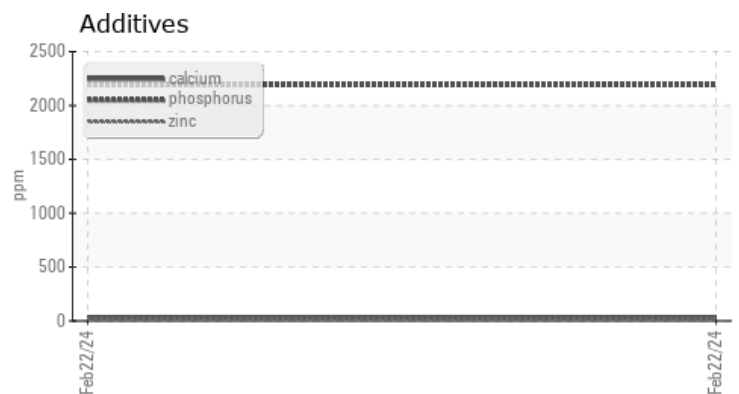 Additives
2500
calcium
phosphorus
2000
zinc
1500
ppm
1000
500
0
Feb22/24
Feb22/24